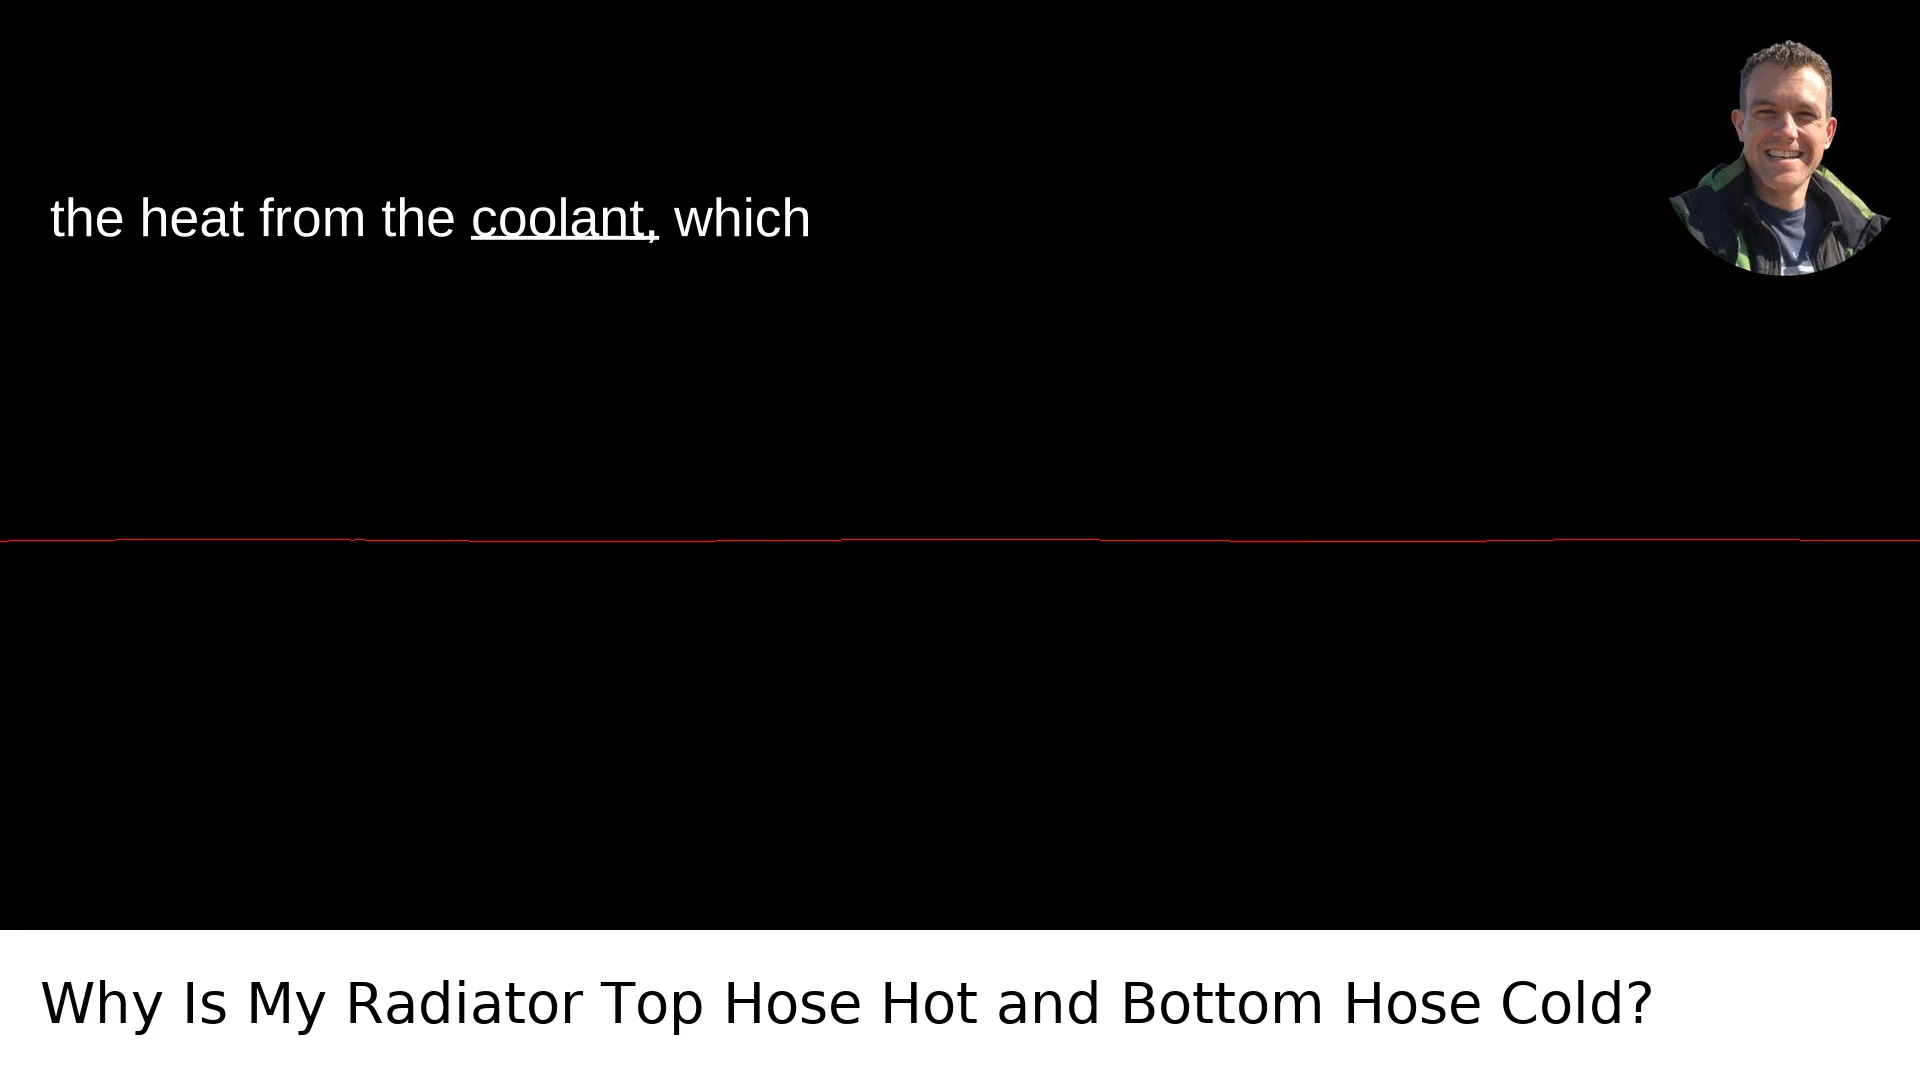 the heat from the coolant, which
Why Is My Radiator Top Hose Hot and Bottom Hose Cold?